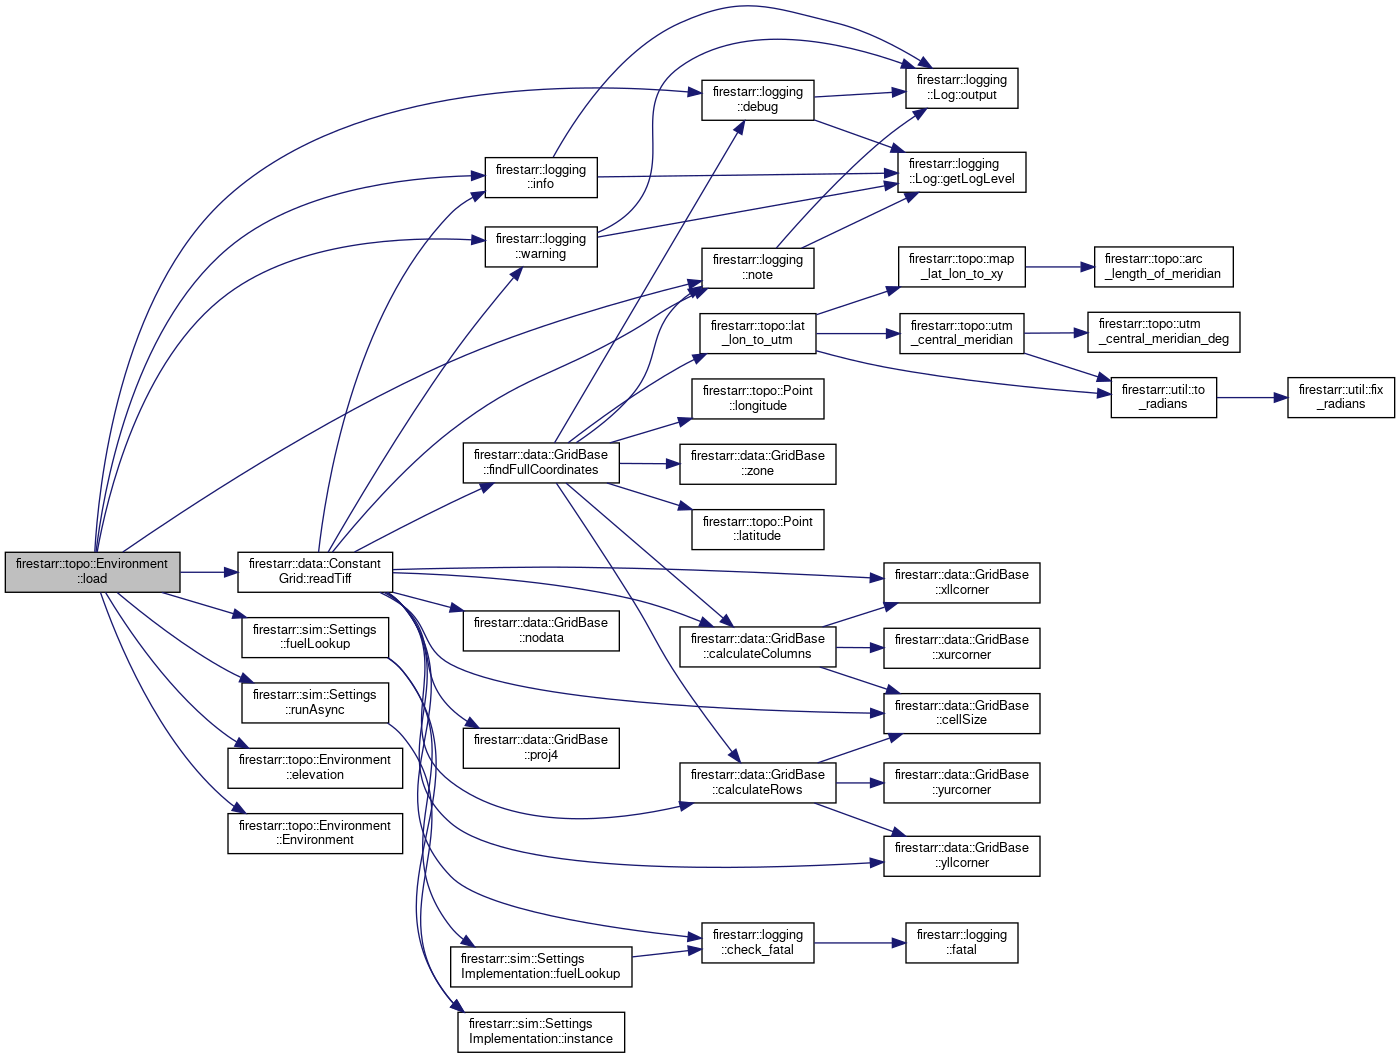 firestarr::topo::Environment
::load
firestarr::logging
::info
firestarr::logging
::warning
firestarr::data::Constant
Grid::readTiff
firestarr::sim::Settings
::fuelLookup
firestarr::sim::Settings
::runAsync
firestarr::topo::Environment
::elevation
firestarr::topo::Environment
::Environment
firestarr::data::GridBase
::findFullCoordinates
firestarr::data::GridBase
::nodata
firestarr::data::GridBase
::proj4
firestarr::sim::Settings
Implementation::fuelLookup
firestarr::sim::Settings
Implementation::instance
firestarr::logging
::debug
firestarr::logging
::note
firestarr::topo::lat
_lon_to_utm
firestarr::topo::Point
::longitude
firestarr::data::GridBase
::zone
firestarr::topo::Point
::latitude
firestarr::data::GridBase
::calculateColumns
firestarr::data::GridBase
::calculateRows
firestarr::logging
::check_fatal
firestarr::logging
::Log::output
firestarr::logging
::Log::getLogLevel
firestarr::topo::map
_lat_lon_to_xy
firestarr::topo::utm
_central_meridian
firestarr::data::GridBase
::xllcorner
firestarr::data::GridBase
::xurcorner
firestarr::data::GridBase
::cellSize
firestarr::data::GridBase
::yurcorner
firestarr::data::GridBase
::yllcorner
firestarr::logging
::fatal
firestarr::topo::arc
_length_of_meridian
firestarr::topo::utm
_central_meridian_deg
firestarr::util::to
_radians
firestarr::util::fix
_radians